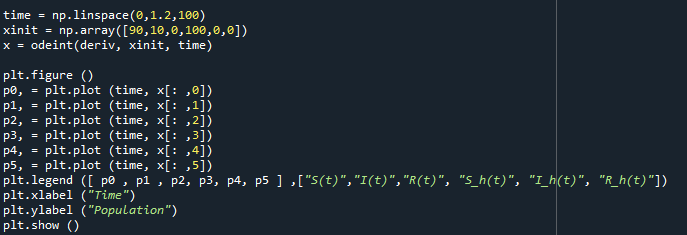 time = np.linspace(0,1.2,100)
xinit = np.array([90,10,0,100,0,0])
x = odeint(deriv, xinit, time)
plt.figure ()
p0, = plt.plot (time, x[: ,0])
p1, = plt.plot (time, x[: ,1])
p2, = plt.plot (time, x[: ,2])
p3, = plt.plot (time, x[: ,3])
p4, = plt.plot (time, x[: ,4])
p5, = plt.plot (time, x[: ,5])
plt.legend ([ p0 , p1 , p2, p3, p4, p5 ] ,["S(t)","I(t)","R(t)", "S_h(t)", "I_h(t)", "R_h(t)"])
plt.xlabel ("Time")
plt.ylabel ("Population")
plt.show ()